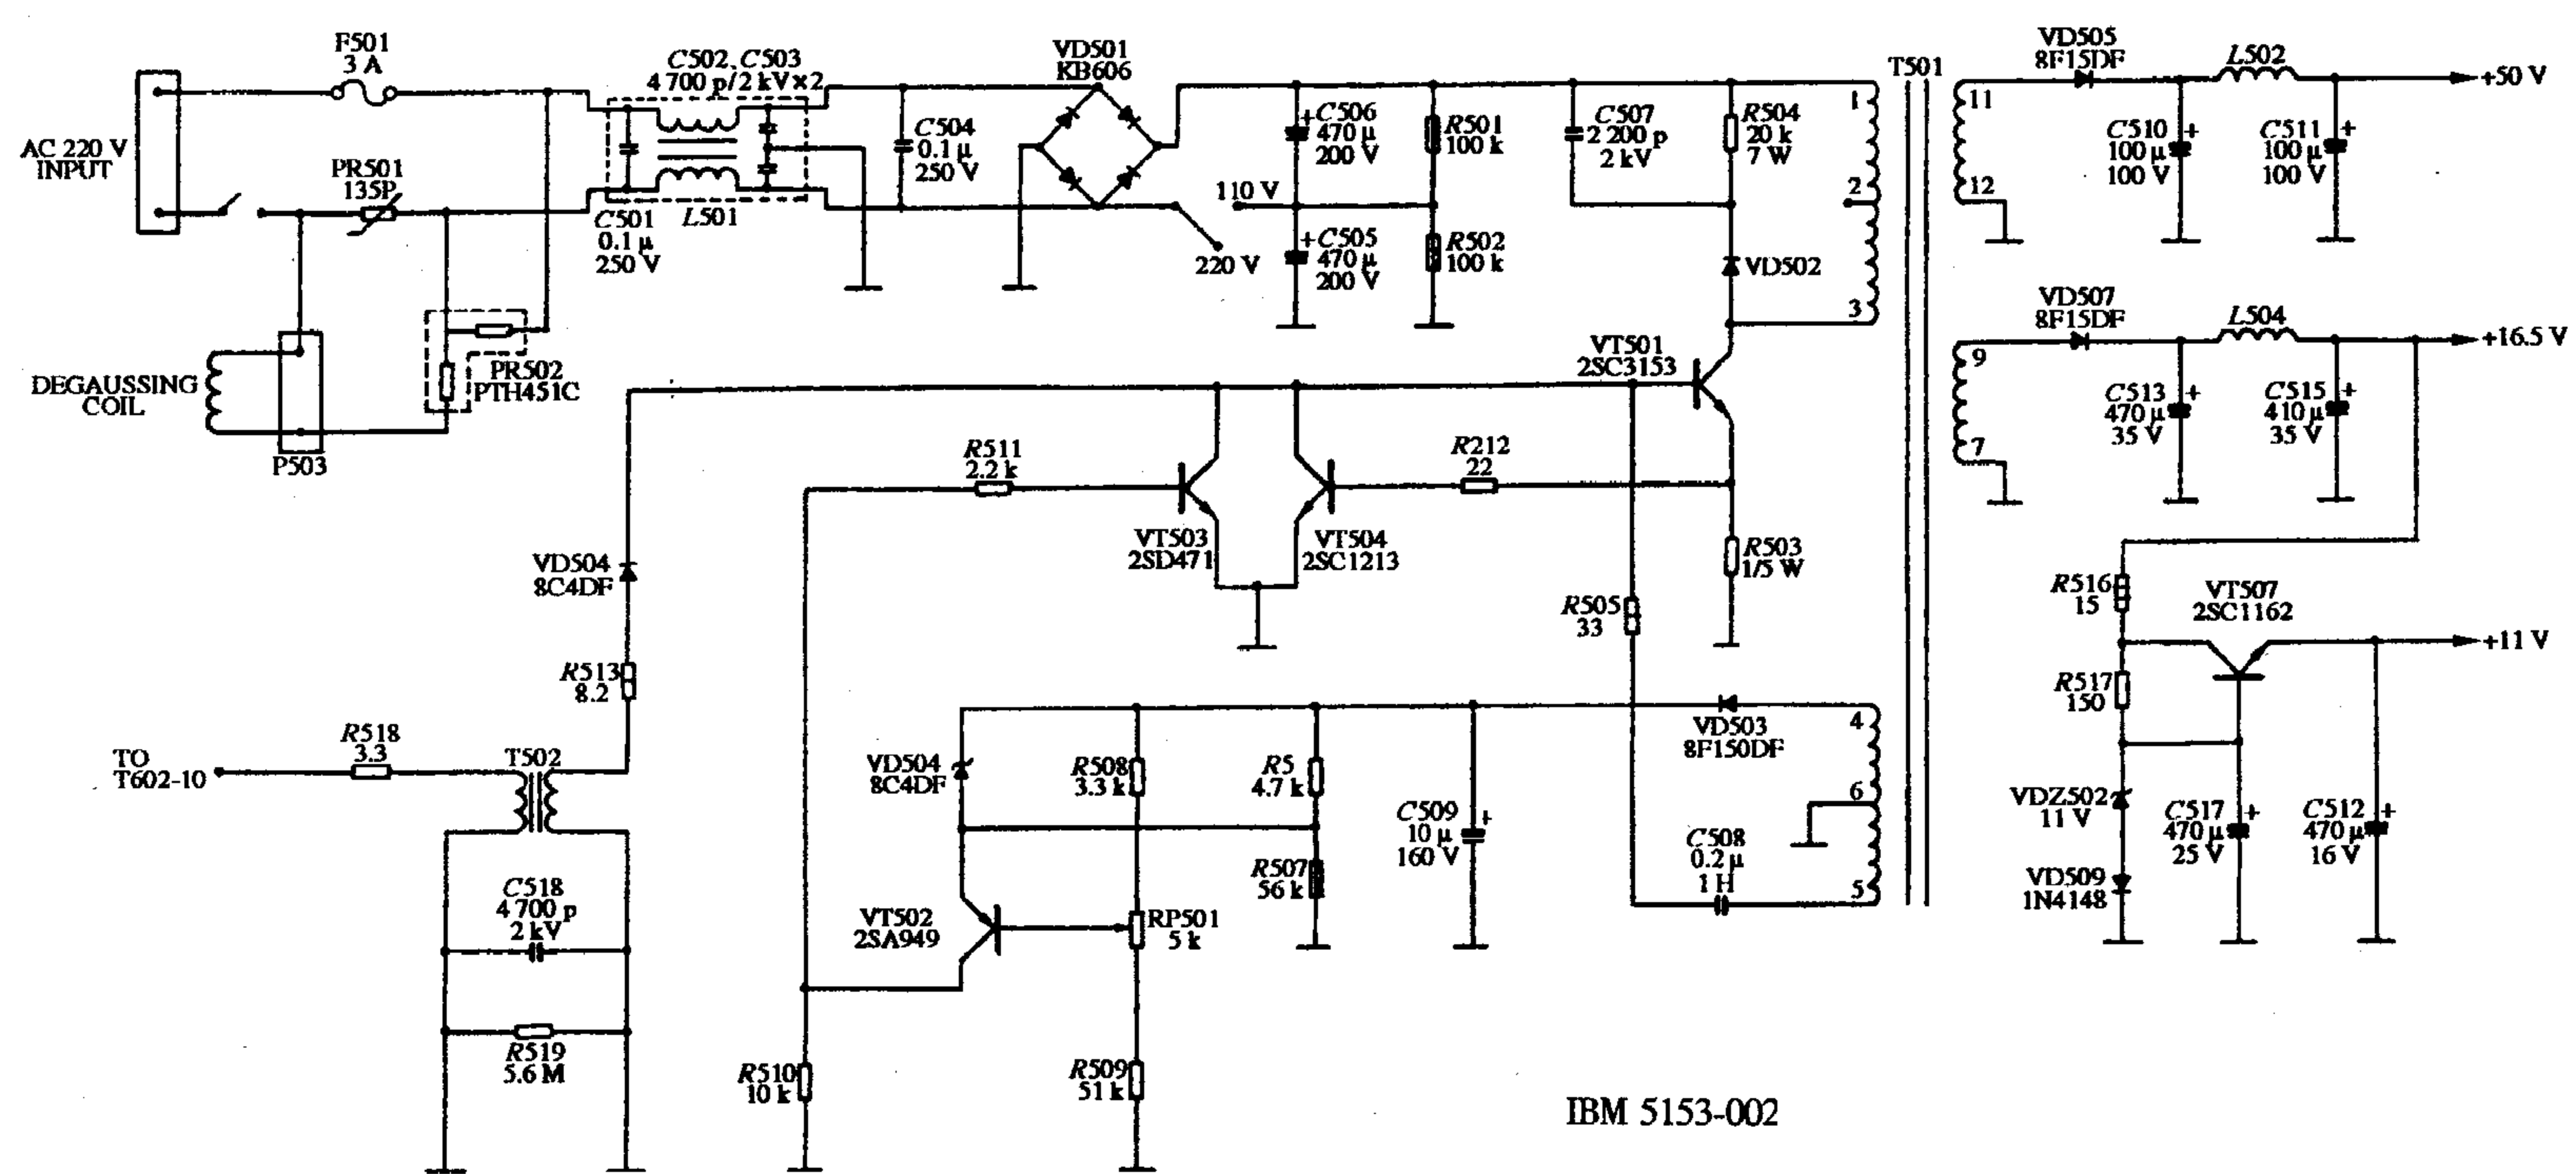 F501
3 A
AC 220 V
INPUT
PR501
135P
C502、C503
4 700 p/2 kV×2
C501
0.1 μ
250 V
L501
C504
0.1 μ
250 V
VD501
KB606
110 V
220 V
C506
470 μ
200 V
R501
100 k
C505
470 μ
200 V
R502
100 k
C507
2 200 p
2 kV
R504
20 k
7 W
VD502
T501
1
2
3
11
12
VD505
8F15DF
L502
+50 V
C510
100 μ
100 V
C511
100 μ
100 V
VD507
8F15DF
L504
+16.5 V
9
7
C513
470 μ
35 V
C515
410 μ
35 V
DEGAUSSING
COIL
P503
PR502
PTH451C
VT501
2SC3153
R511
2.2 k
R212
22
VT503
2SD471
VT504
2SC1213
R503
1/5 W
R505
33
VD504
8C4DF
R513
8.2
R516
15
VT507
2SC1162
+11 V
R517
150
VDZ502
11 V
VD509
1N4148
C517
470 μ
25 V
C512
470 μ
16 V
TO
T602-10
R518
3.3
T502
C518
4 700 p
2 kV
R519
5.6 M
VD504
8C4DF
R508
3.3 k
R5
4.7 k
C509
10 μ
160 V
VD503
8F150DF
4
6
5
C508
0.2 μ
1 H
R507
56 k
VT502
2SA949
RP501
5 k
R510
10 k
R509
51 k
IBM 5153-002